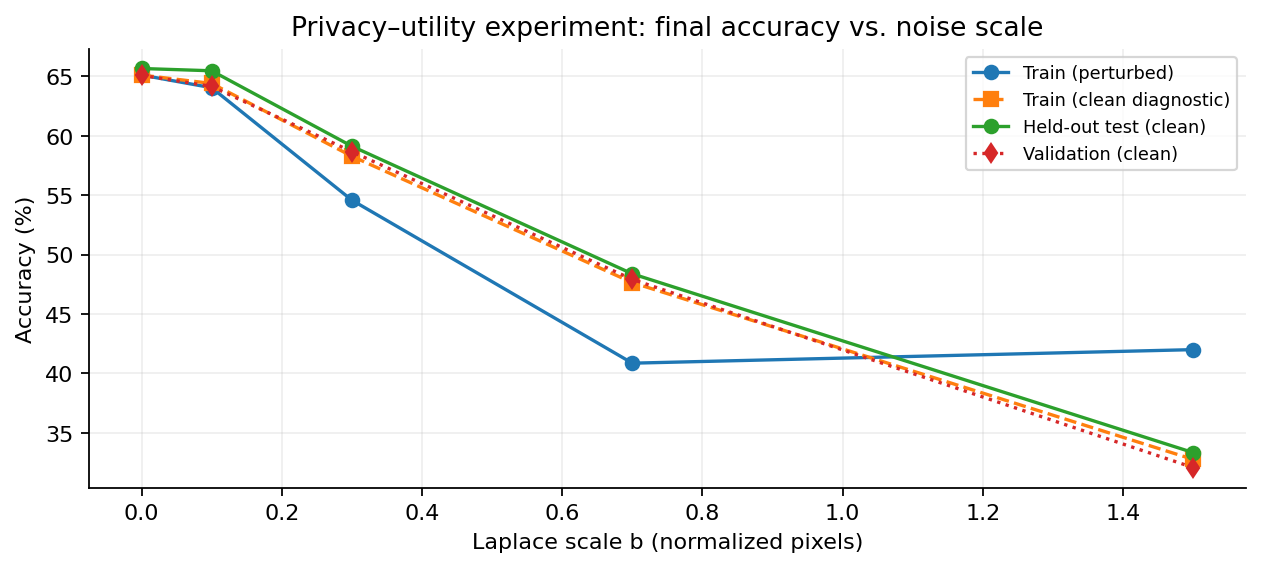 Privacy–utility experiment: final accuracy vs. noise scale
Train (perturbed)
Train (clean diagnostic)
Held-out test (clean)
Validation (clean)
Accuracy (%)
65
60
55
50
45
40
35
0.0 0.2 0.4 0.6 0.8 1.0 1.2 1.4
Laplace scale b (normalized pixels)